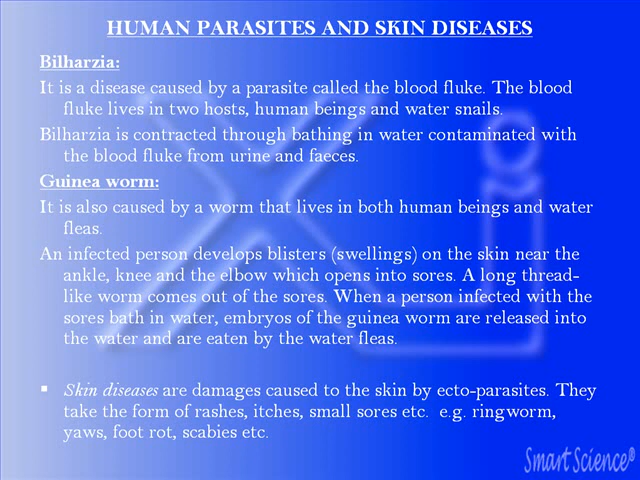 HUMAN PARASITES AND SKIN DISEASES
Bilharzia:
It is a disease caused by a parasite called the blood fluke. The blood
fluke lives in two hosts, human beings and water snails.
Bilharzia is contracted through bathing in water contaminated with
the blood fluke from urine and faeces.
Guinea worm:
It is also caused by a worm that lives in both human beings and water
fleas.
An infected person develops blisters (swellings) on the skin near the
ankle, knee and the elbow which opens into sores. A long thread-
like worm comes out of the sores. When a person infected with the
sores bath in water, embryos of the guinea worm are released into
the water and are eaten by the water fleas.
▪ Skin diseases are damages caused to the skin by ecto-parasites. They
take the form of rashes, itches, small sores etc. e.g. ringworm,
yaws, foot rot, scabies etc.
Smart Science®